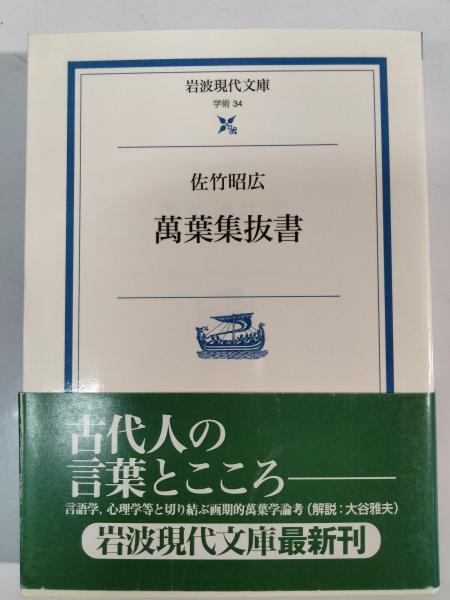 岩波現代文庫
学術 34
佐竹昭広
萬葉集抜書
古代人の
言葉とこころ――
言語学, 心理学等と切り結ぶ画期的萬葉学論考(解説:大谷雅夫)
岩波現代文庫最新刊